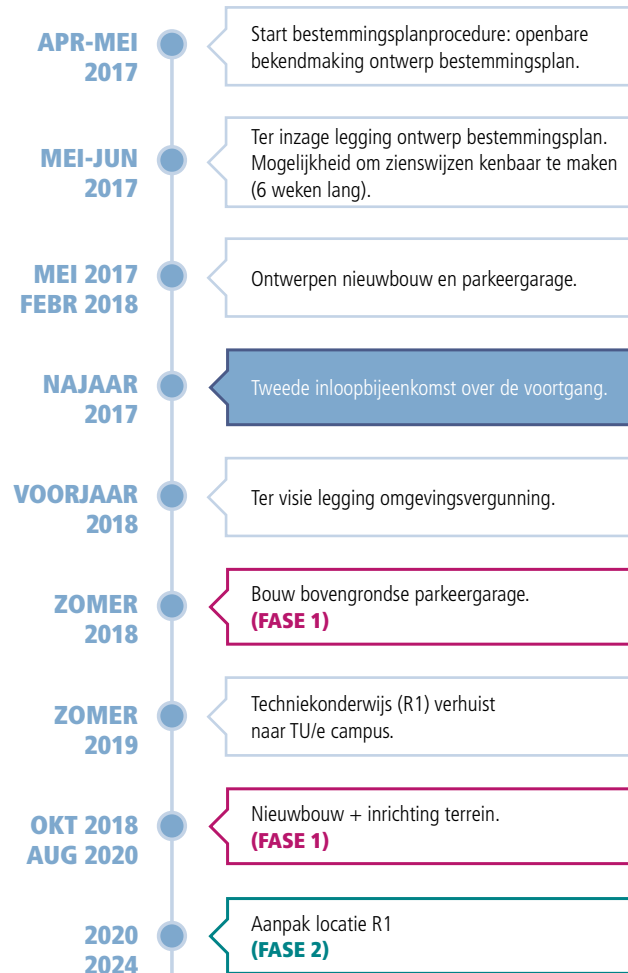 APR-MEI
2017
Start bestemmingsplanprocedure: openbare
bekendmaking ontwerp bestemmingsplan.
MEI-JUN
2017
Ter inzage legging ontwerp bestemmingsplan.
Mogelijkheid om zienswijzen kenbaar te maken
(6 weken lang).
MEI 2017
FEBR 2018
Ontwerpen nieuwbouw en parkeergarage.
NAJAAR
2017
Tweede inloopbijeenkomst over de voortgang.
VOORJAAR
2018
Ter visie legging omgevingsvergunning.
ZOMER
2018
Bouw bovengrondse parkeergarage.
(FASE 1)
ZOMER
2019
Techniekonderwijs (R1) verhuist
naar TU/e campus.
OKT 2018
AUG 2020
Nieuwbouw + inrichting terrein.
(FASE 1)
2020
2024
Aanpak locatie R1
(FASE 2)